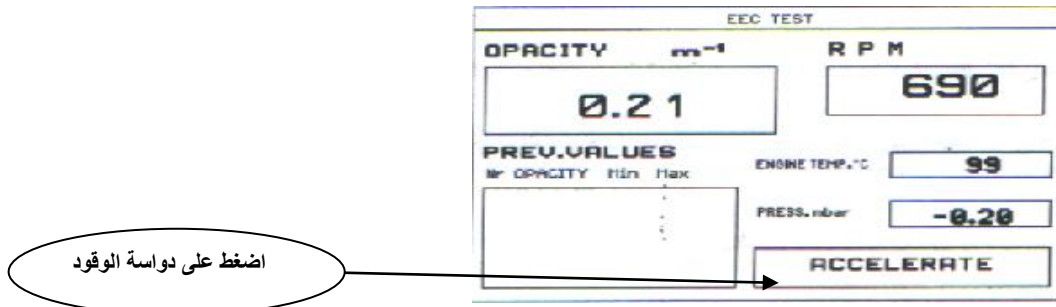 EEC TEST
OPACITY m⁻¹ R P M
0.21 690
PREV.VALUES
Nr OPACITY Min Max
ENGINE TEMP.°C 99
PRESS.mbar -0.20
ACCELERATE
اضغط على دواسة الوقود